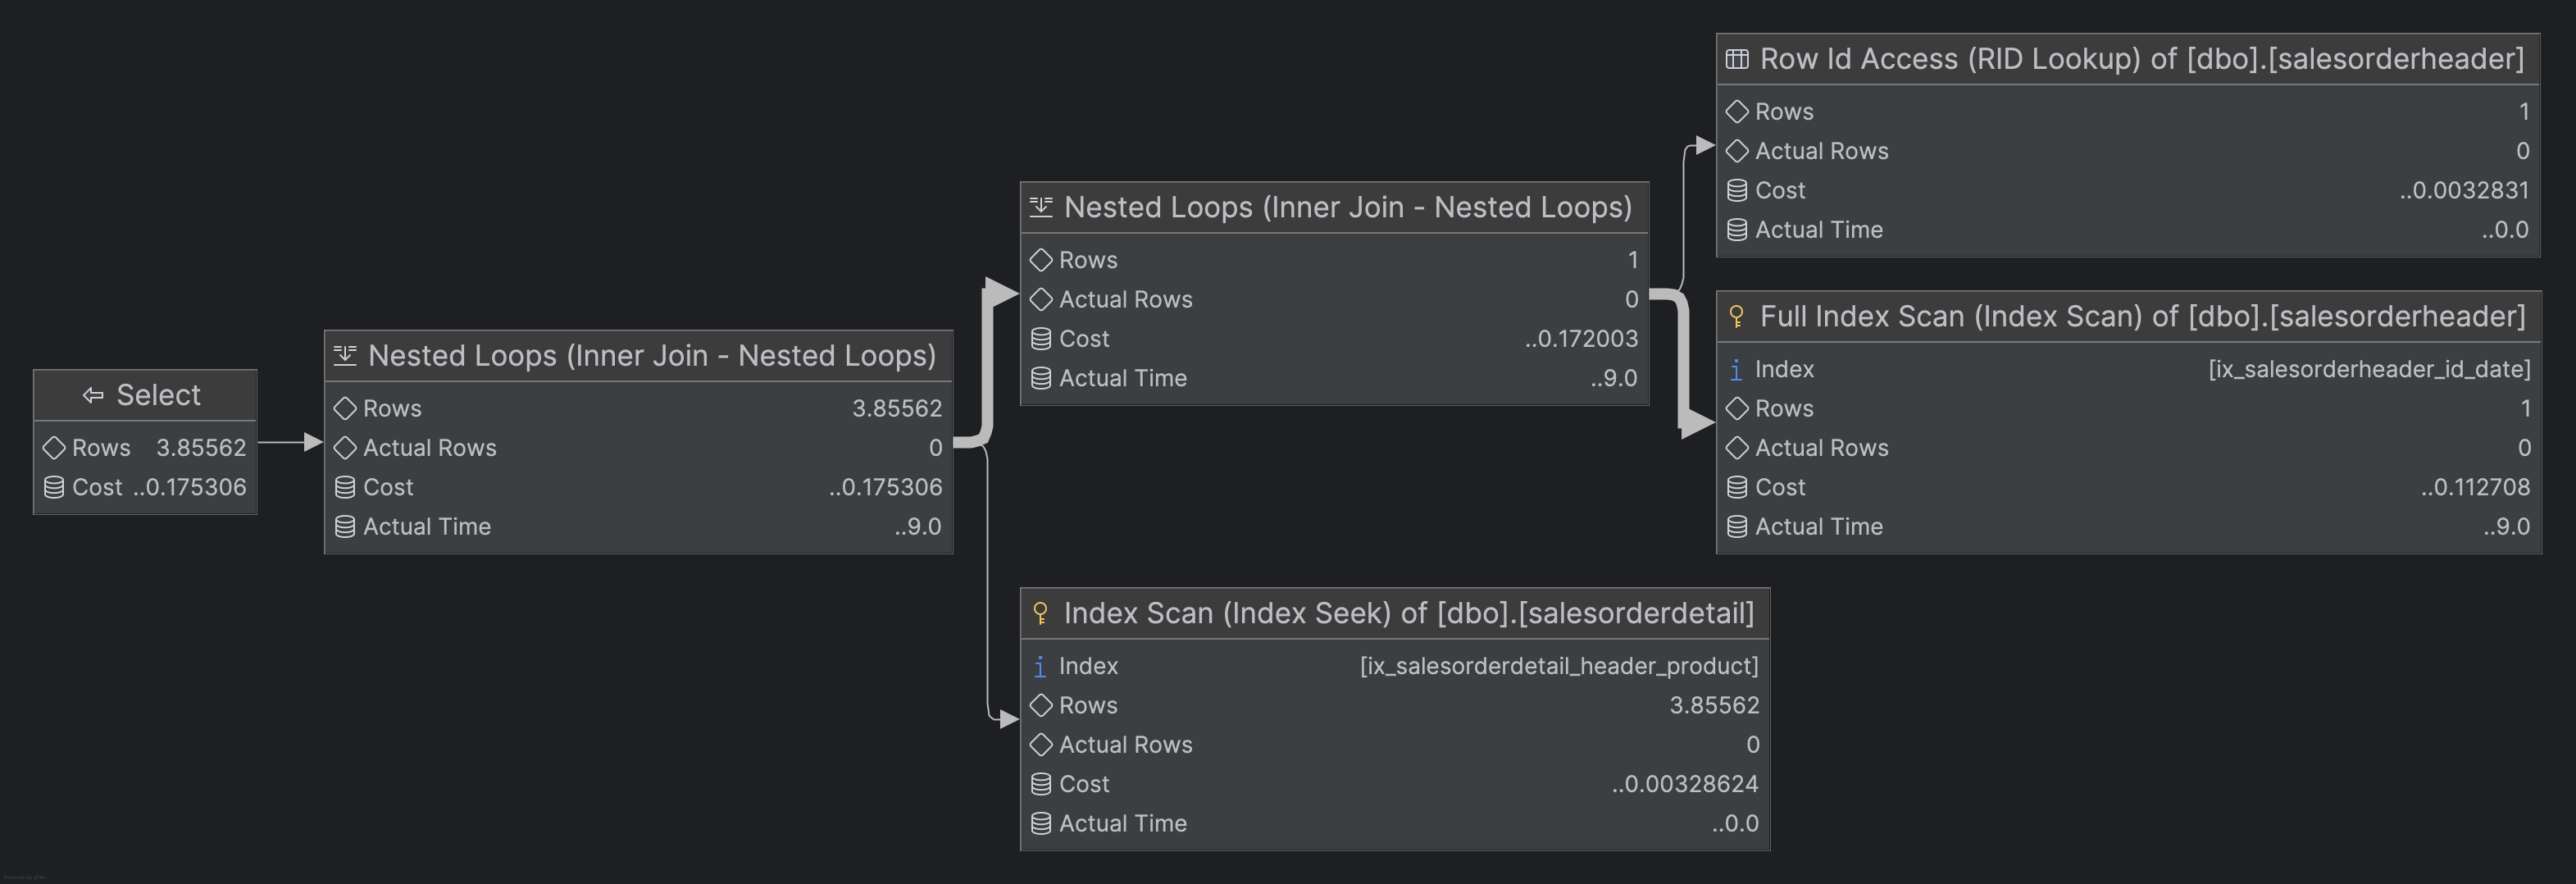 Select
Rows 3.85562
Cost ..0.175306
Nested Loops (Inner Join - Nested Loops)
Rows 3.85562
Actual Rows 0
Cost ..0.175306
Actual Time ..9.0
Nested Loops (Inner Join - Nested Loops)
Rows 1
Actual Rows 0
Cost ..0.172003
Actual Time ..9.0
Row Id Access (RID Lookup) of [dbo].[salesorderheader]
Rows 1
Actual Rows 0
Cost ..0.0032831
Actual Time ..0.0
Full Index Scan (Index Scan) of [dbo].[salesorderheader]
Index [ix_salesorderheader_id_date]
Rows 1
Actual Rows 0
Cost ..0.112708
Actual Time ..9.0
Index Scan (Index Seek) of [dbo].[salesorderdetail]
Index [ix_salesorderdetail_header_product]
Rows 3.85562
Actual Rows 0
Cost ..0.00328624
Actual Time ..0.0